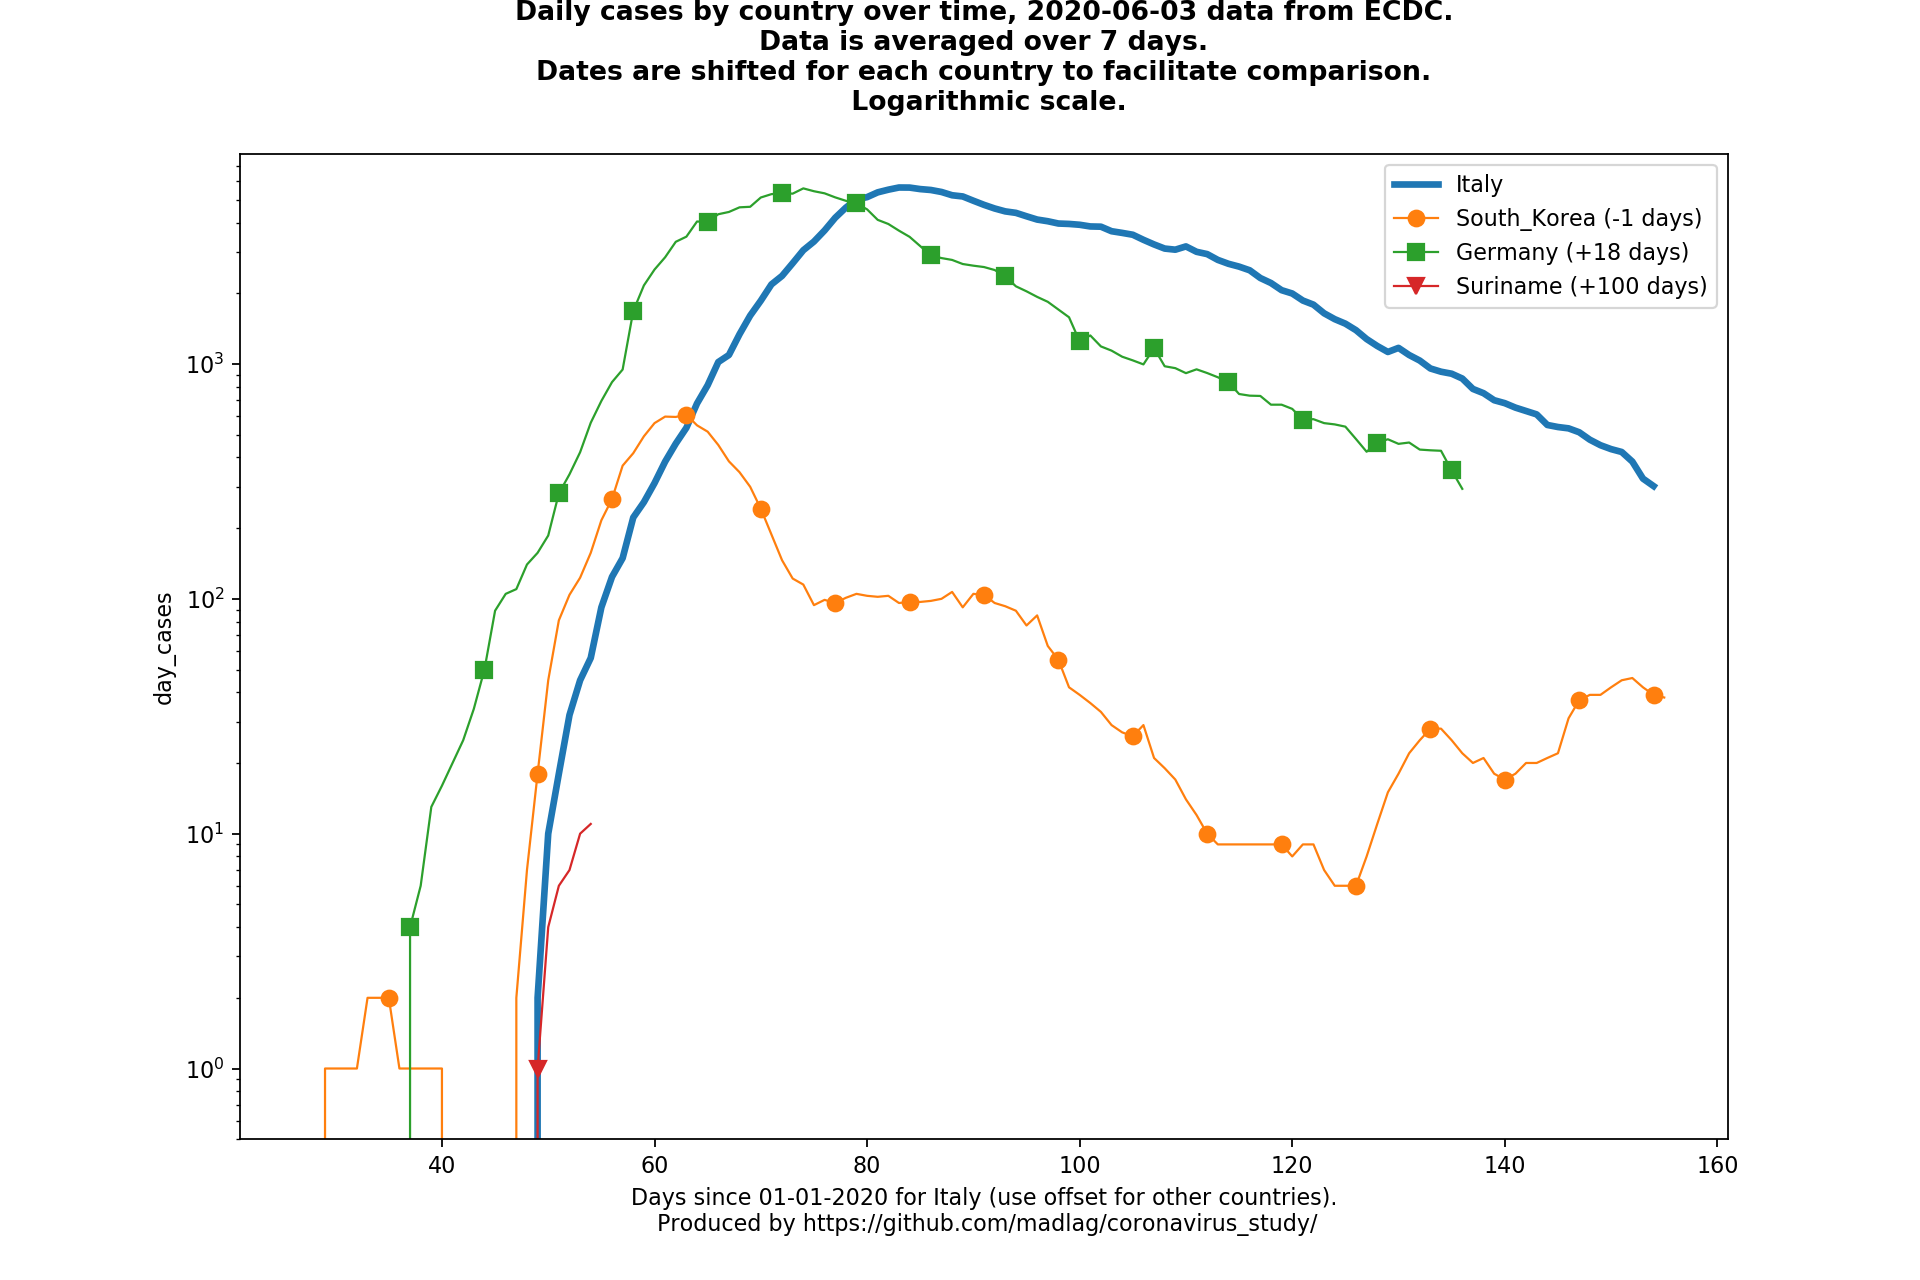 Daily cases by country over time, 2020-06-03 data from ECDC.
Data is averaged over 7 days.
Dates are shifted for each country to facilitate comparison.
Logarithmic scale.
Italy
South_Korea (-1 days)
Germany (+18 days)
Suriname (+100 days)
day_cases
10³
10²
10¹
10⁰
40 60 80 100 120 140 160
Days since 01-01-2020 for Italy (use offset for other countries).
Produced by https://github.com/madlag/coronavirus_study/